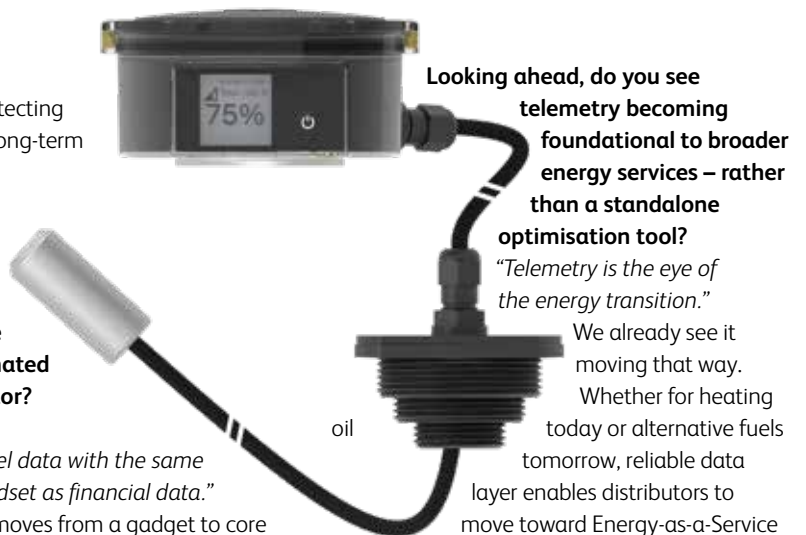 tecting
ong-term
nated
or?
el data with the same
dset as financial data.”
moves from a gadget to core
75%
Looking ahead, do you see
telemetry becoming
foundational to broader
energy services – rather
than a standalone
optimisation tool?
“Telemetry is the eye of
the energy transition.”
We already see it
moving that way.
Whether for heating
oil today or alternative fuels
tomorrow, reliable data
layer enables distributors to
move toward Energy-as-a-Service